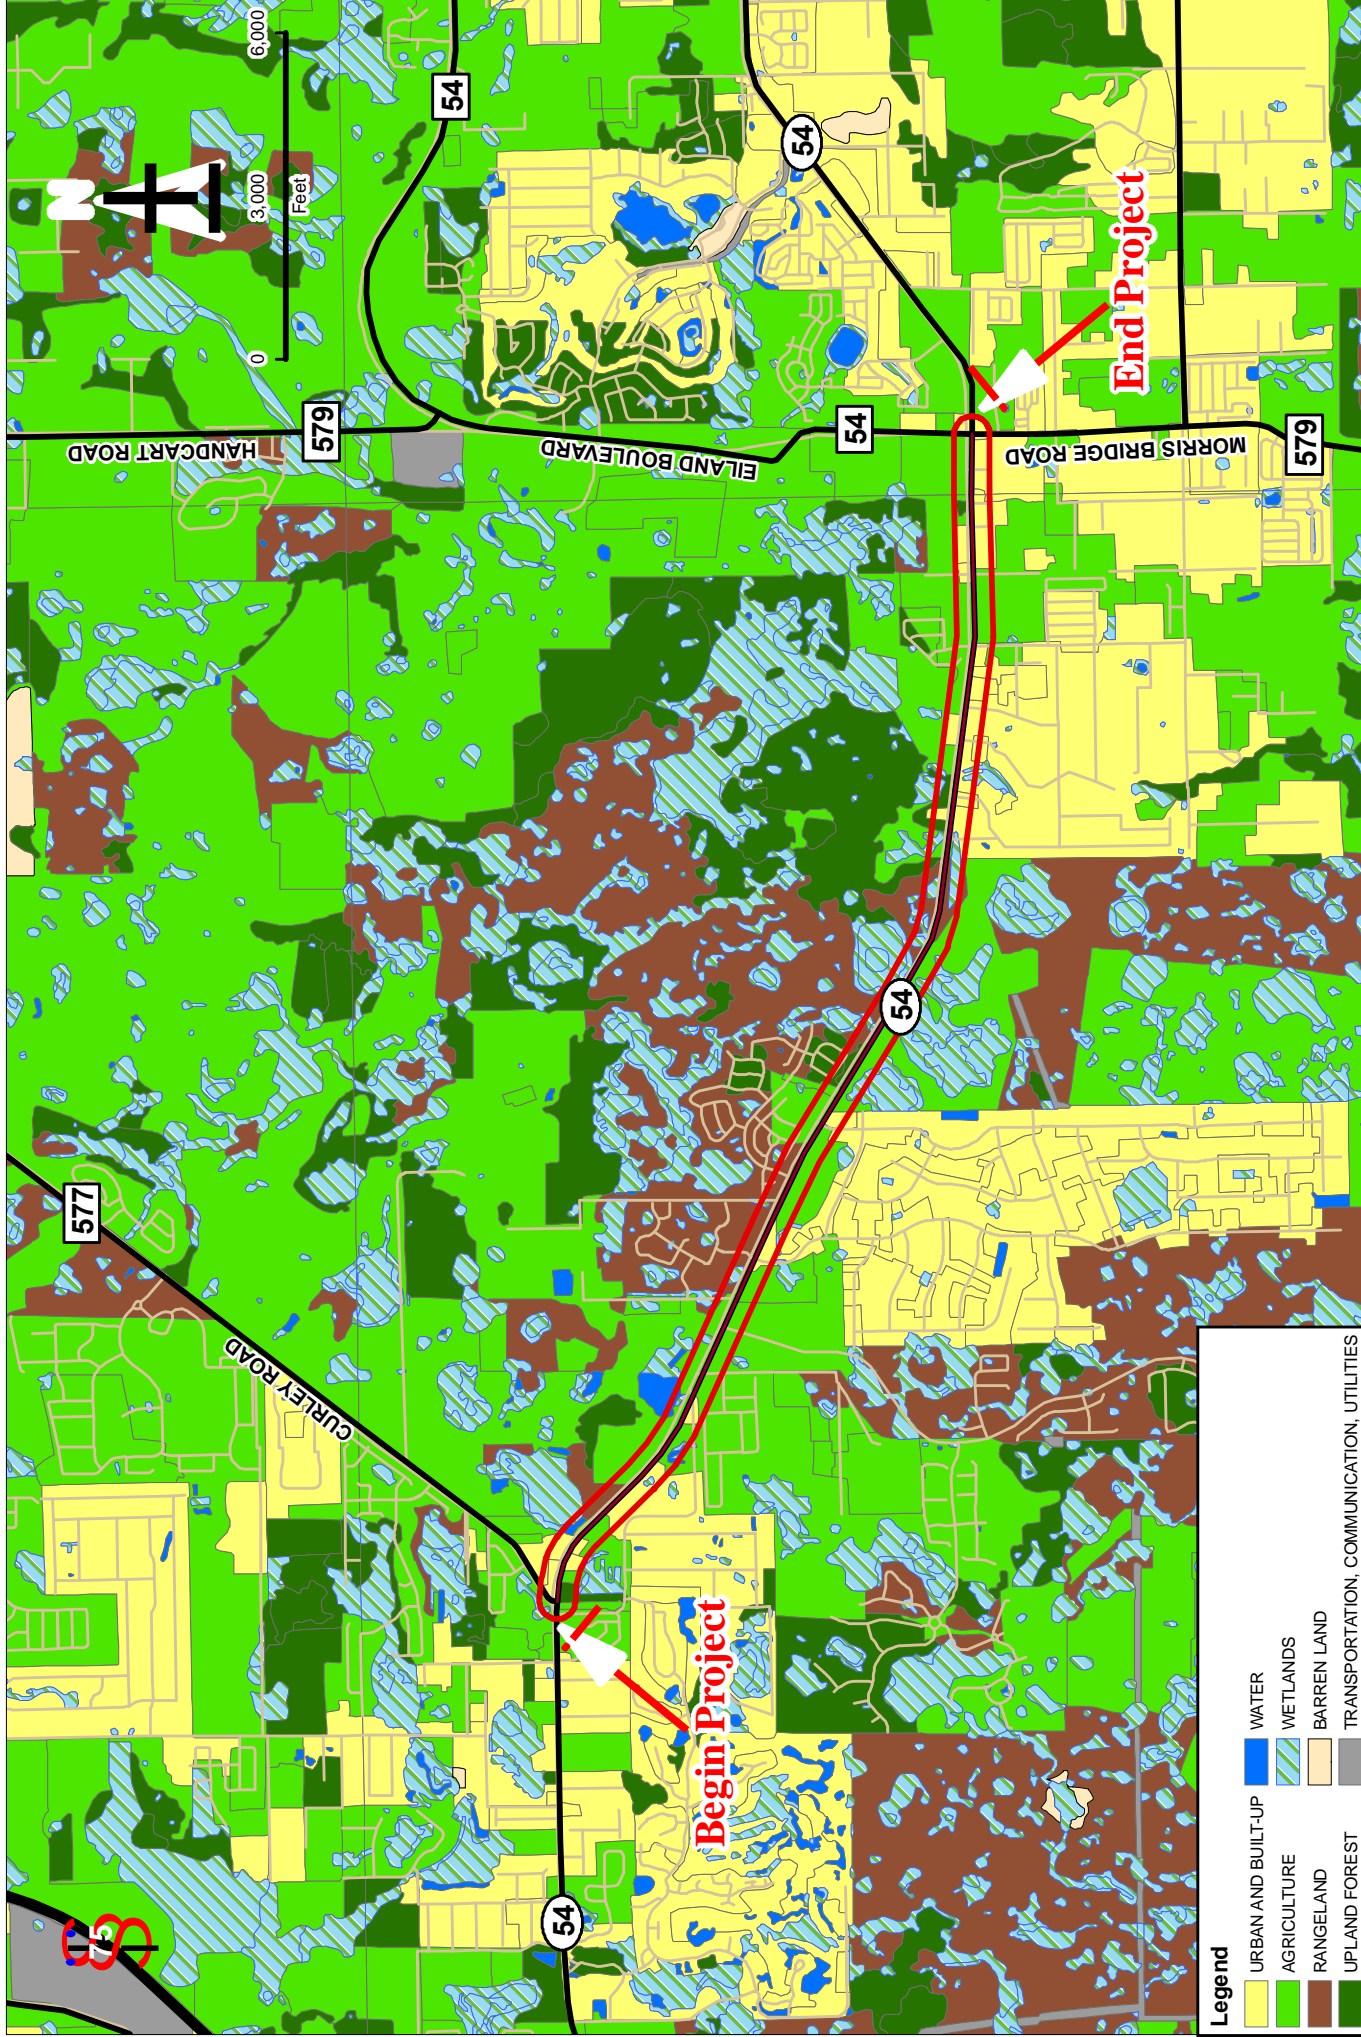 N
0 3,000 6,000
Feet
75
577
CURLEY ROAD
HANDCART ROAD
579
54
EILAND BOULEVARD
54
54
54
54
MORRIS BRIDGE ROAD
579
Begin Project
End Project
Legend
URBAN AND BUILT-UP
AGRICULTURE
RANGELAND
UPLAND FOREST
WATER
WETLANDS
BARREN LAND
TRANSPORTATION, COMMUNICATION, UTILITIES